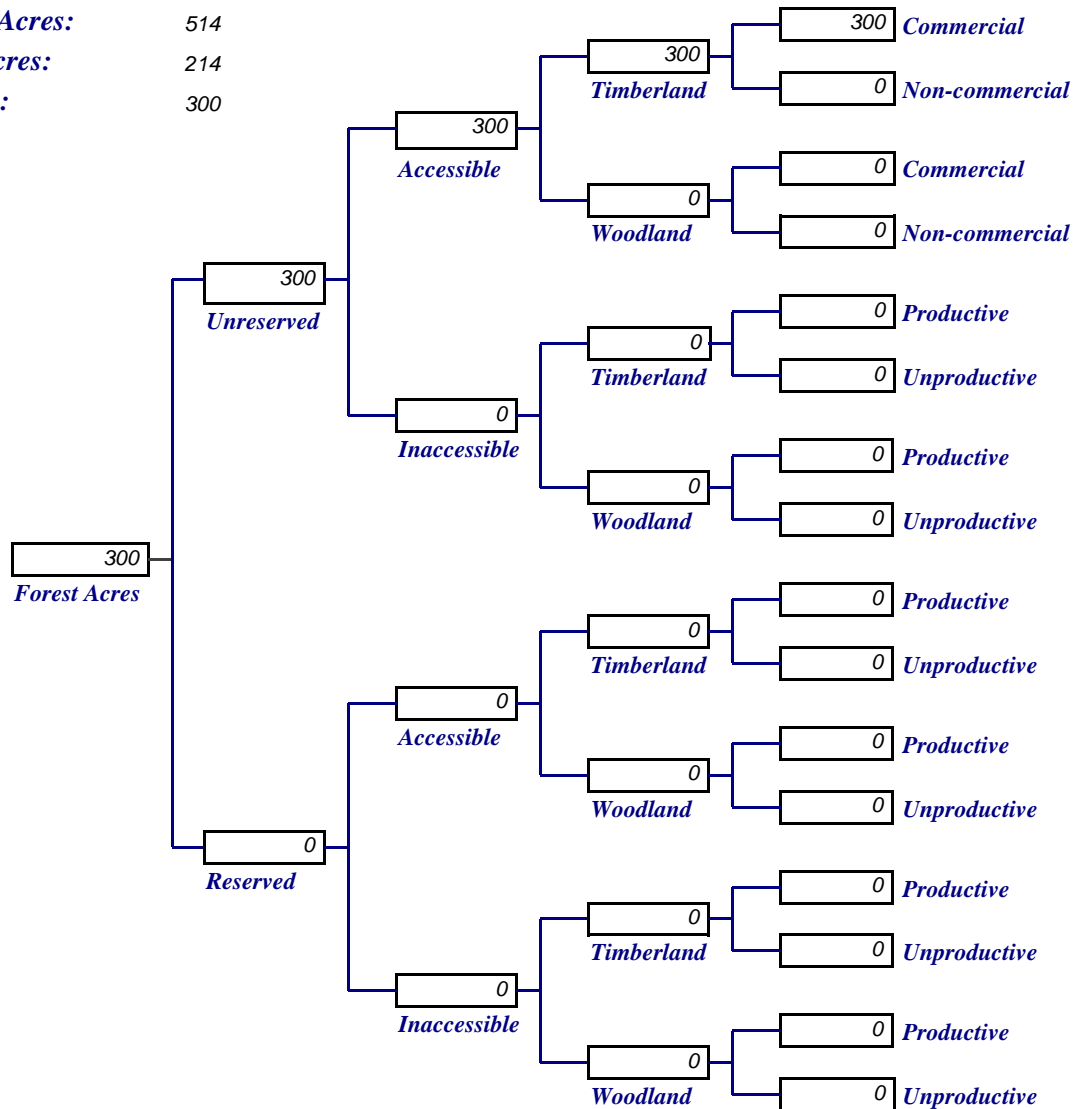 Acres: 514
cres: 214
: 300
300 Commercial
300
Timberland
0 Non-commercial
300
Accessible
0 Commercial
0
Woodland
0 Non-commercial
300
Unreserved
0 Productive
0
Timberland
0 Unproductive
0
Inaccessible
0 Productive
0
Woodland
0 Unproductive
300
Forest Acres
0 Productive
0
Timberland
0 Unproductive
0
Accessible
0 Productive
0
Woodland
0 Unproductive
0
Reserved
0 Productive
0
Timberland
0 Unproductive
0
Inaccessible
0 Productive
0
Woodland
0 Unproductive